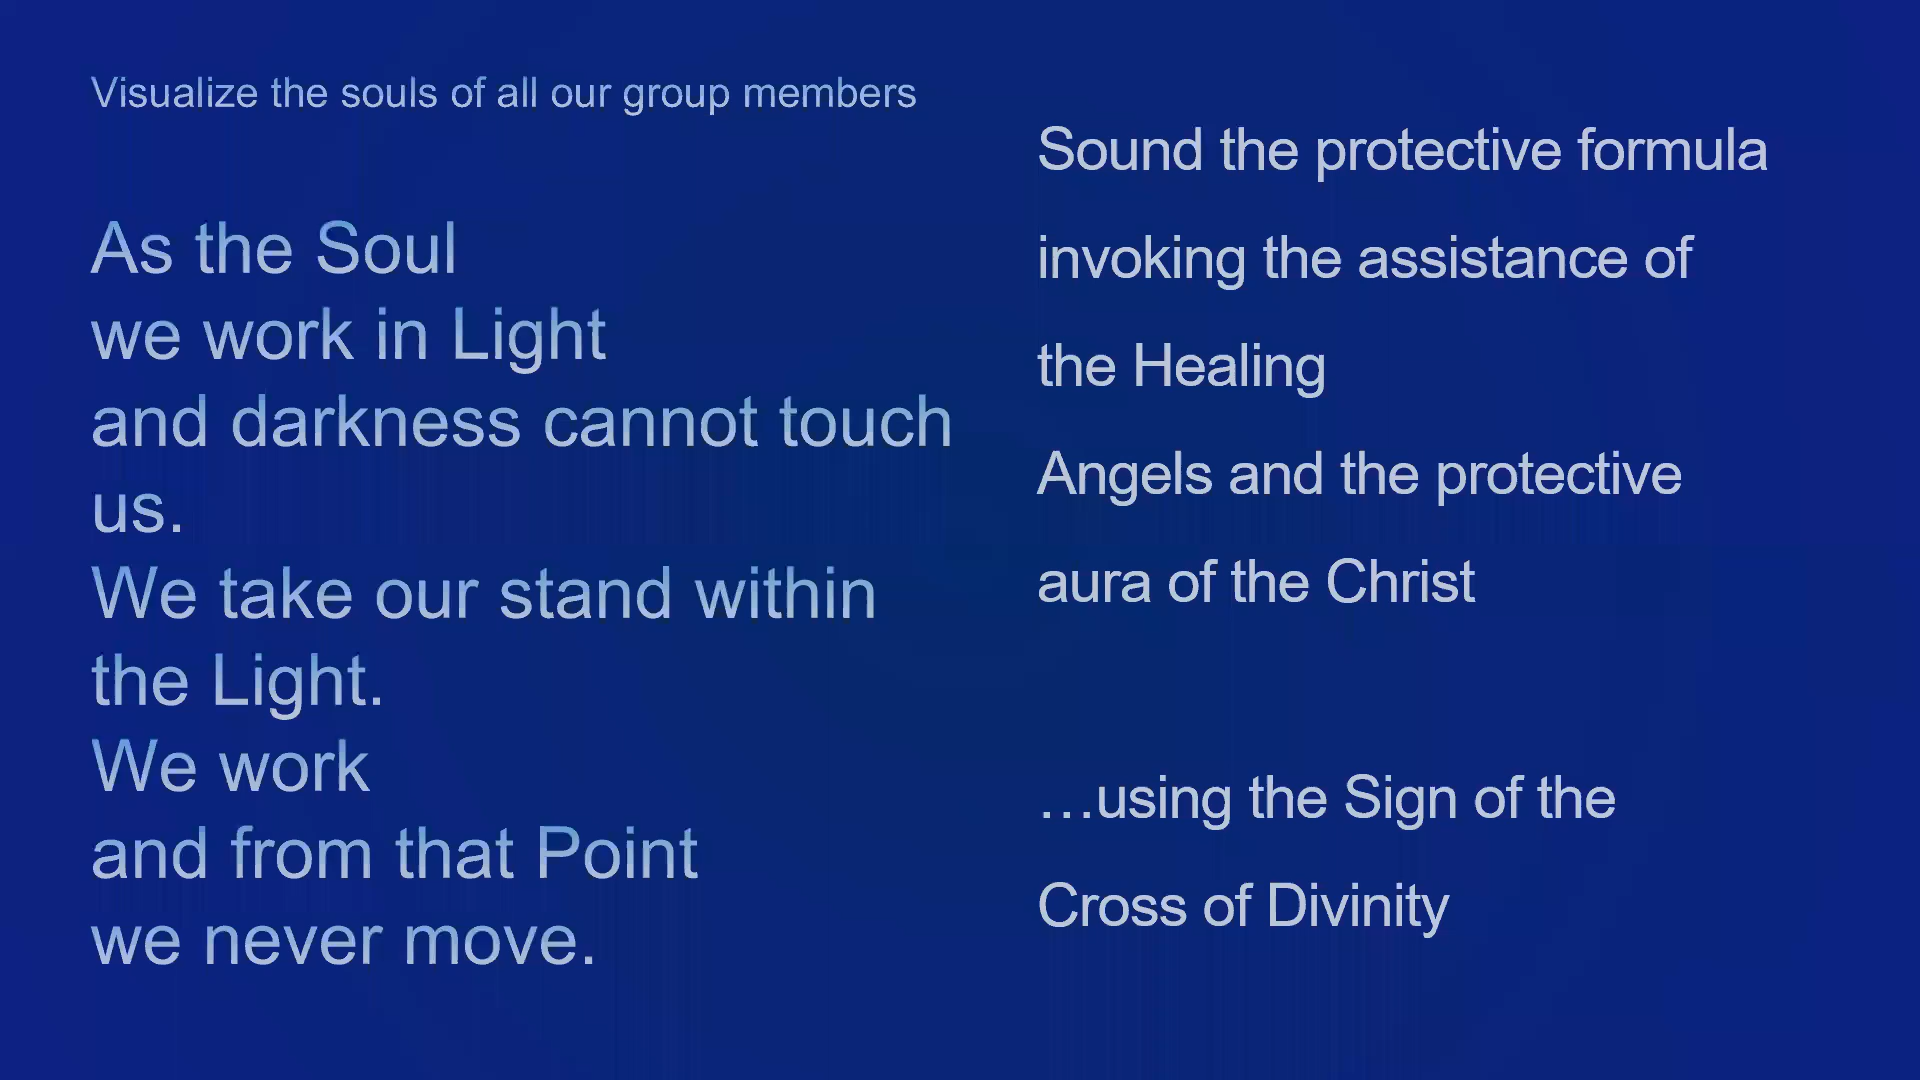 Visualize the souls of all our group members
As the Soul
we work in Light
and darkness cannot touch
us.
We take our stand within
the Light.
We work
and from that Point
we never move.
Sound the protective formula
invoking the assistance of
the Healing
Angels and the protective
aura of the Christ
…using the Sign of the
Cross of Divinity